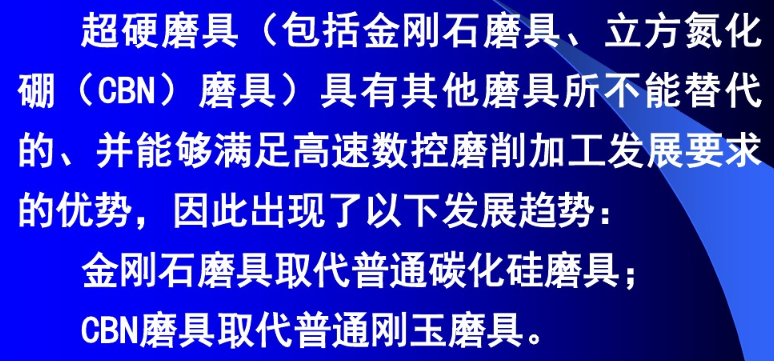 超硬磨具（包括金刚石磨具、立方氮化
硼（CBN）磨具）具有其他磨具所不能替代
的、并能够满足高速数控磨削加工发展要求
的优势，因此出现了以下发展趋势：
金刚石磨具取代普通碳化硅磨具；
CBN磨具取代普通刚玉磨具。